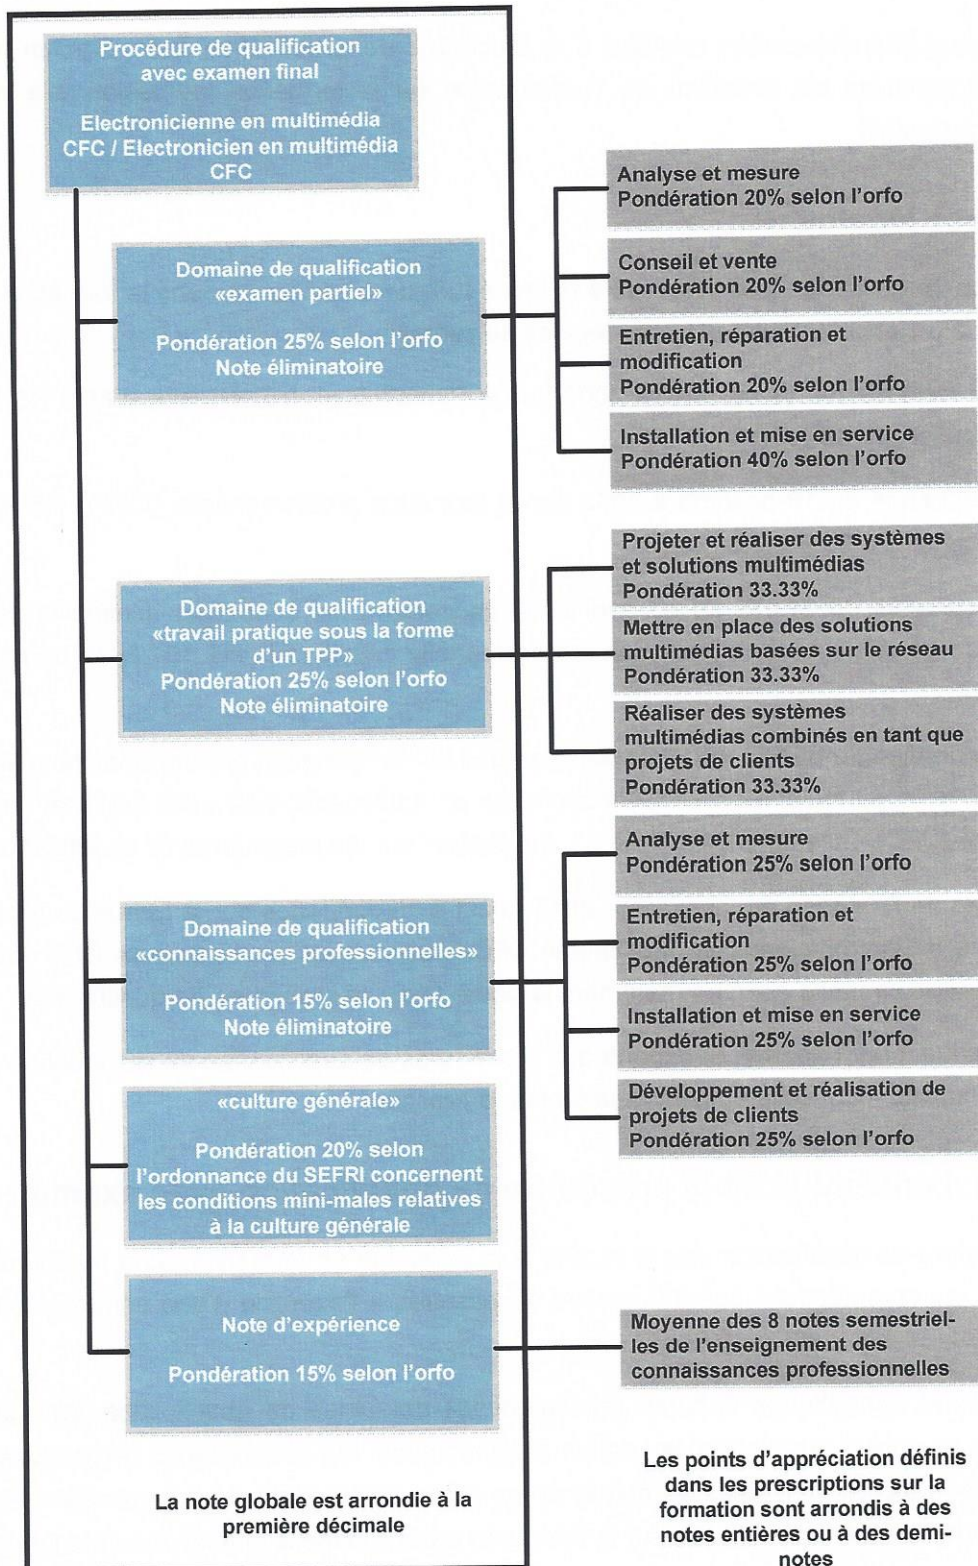 Procédure de qualification
avec examen final
Electronicienne en multimédia
CFC / Electronicien en multimédia
CFC
Domaine de qualification
«examen partiel»
Pondération 25% selon l'orfo
Note éliminatoire
Analyse et mesure
Pondération 20% selon l'orfo
Conseil et vente
Pondération 20% selon l'orfo
Entretien, réparation et
modification
Pondération 20% selon l'orfo
Installation et mise en service
Pondération 40% selon l'orfo
Domaine de qualification
«travail pratique sous la forme
d'un TPP»
Pondération 25% selon l'orfo
Note éliminatoire
Projeter et réaliser des systèmes
et solutions multimédias
Pondération 33.33%
Mettre en place des solutions
multimédias basées sur le réseau
Pondération 33.33%
Réaliser des systèmes
multimédias combinés en tant que
projets de clients
Pondération 33.33%
Domaine de qualification
«connaissances professionnelles»
Pondération 15% selon l'orfo
Note éliminatoire
Analyse et mesure
Pondération 25% selon l'orfo
Entretien, réparation et
modification
Pondération 25% selon l'orfo
Installation et mise en service
Pondération 25% selon l'orfo
Développement et réalisation de
projets de clients
Pondération 25% selon l'orfo
«culture générale»
Pondération 20% selon
l'ordonnance du SEFRI concernent
les conditions mini-males relatives
à la culture générale
Note d'expérience
Pondération 15% selon l'orfo
Moyenne des 8 notes semestriel-
les de l'enseignement des
connaissances professionnelles
La note globale est arrondie à la
première décimale
Les points d'appréciation définis
dans les prescriptions sur la
formation sont arrondis à des
notes entières ou à des demi-
notes